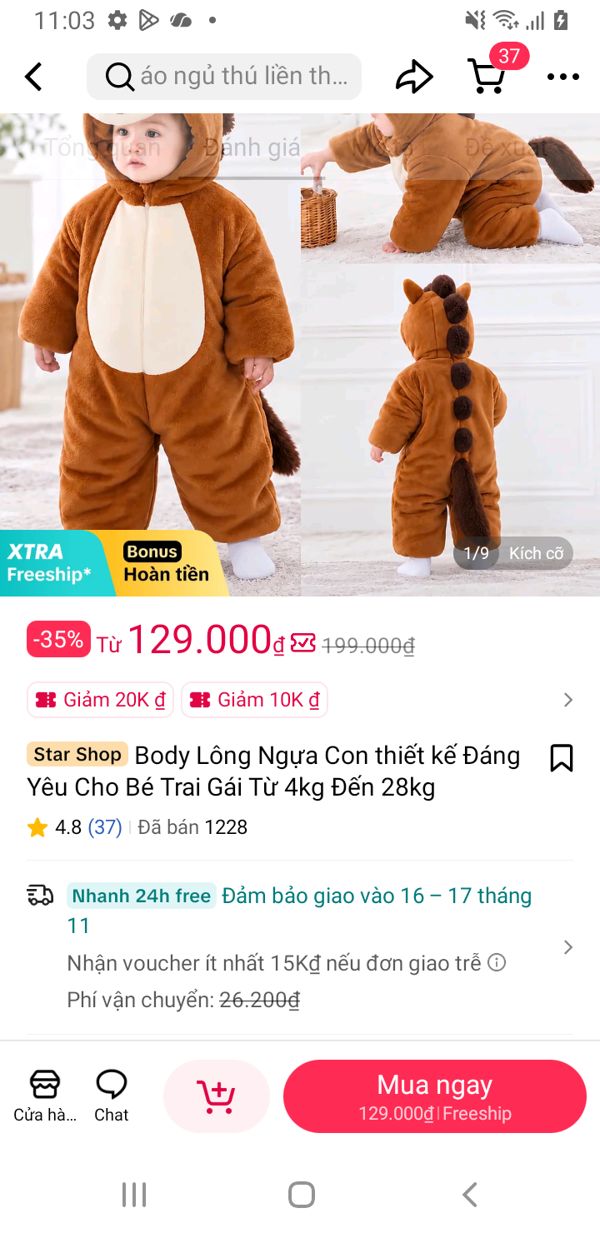 11:03
37
áo ngủ thú liền th...
Tổng quan Đánh giá Mô tả Đề xuất
XTRA
Freeship*
Bonus
Hoàn tiền
1/9 Kích cỡ
-35% Từ 129.000đ 199.000đ
Giảm 20K đ Giảm 10K đ
Star Shop Body Lông Ngựa Con thiết kế Đáng
Yêu Cho Bé Trai Gái Từ 4kg Đến 28kg
4.8 (37) Đã bán 1228
Nhanh 24h free Đảm bảo giao vào 16 – 17 tháng
11
Nhận voucher ít nhất 15K₫ nếu đơn giao trễ
Phí vận chuyển: 26.200₫
Cửa hà... Chat
Mua ngay
129.000₫ | Freeship